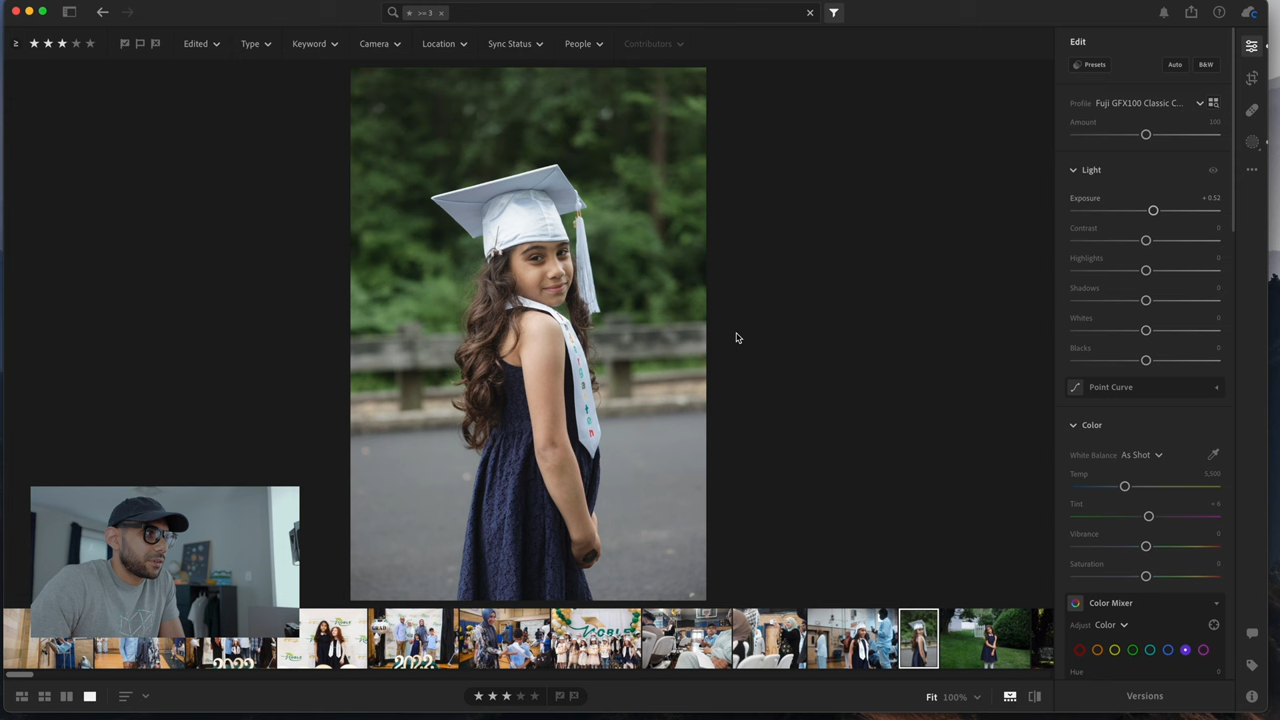 ★ >= 3 ×
≥ Edited Type Keyword Camera Location Sync Status People Contributors
Edit
Presets Auto B&W
Profile Fuji GFX100 Classic C...
Amount 100
Light
Exposure + 0.52
Contrast 0
Highlights 0
Shadows 0
Whites 0
Blacks 0
Point Curve
Color
White Balance As Shot
Temp 5,500
Tint + 6
Vibrance 0
Saturation 0
Color Mixer
Adjust Color
Hue 0
NOBLE
2022
Fit 100%
Versions